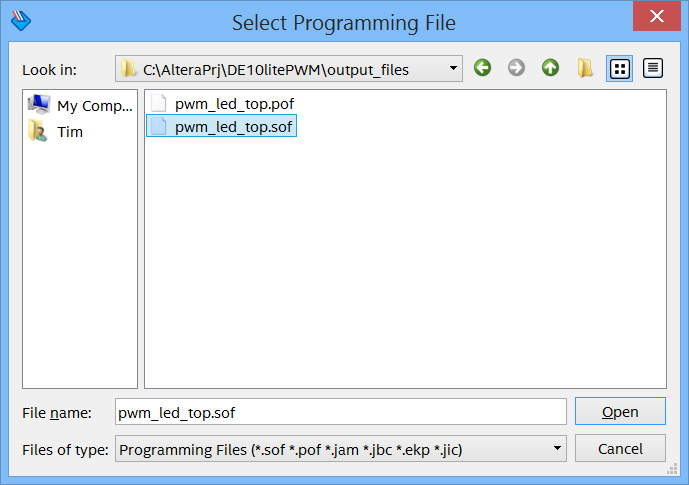 Select Programming File
Look in: C:\AlteraPrj\DE10litePWM\output_files
My Comp...
Tim
pwm_led_top.pof
pwm_led_top.sof
File name: pwm_led_top.sof Open
Files of type: Programming Files (*.sof *.pof *.jam *.jbc *.ekp *.jic) Cancel